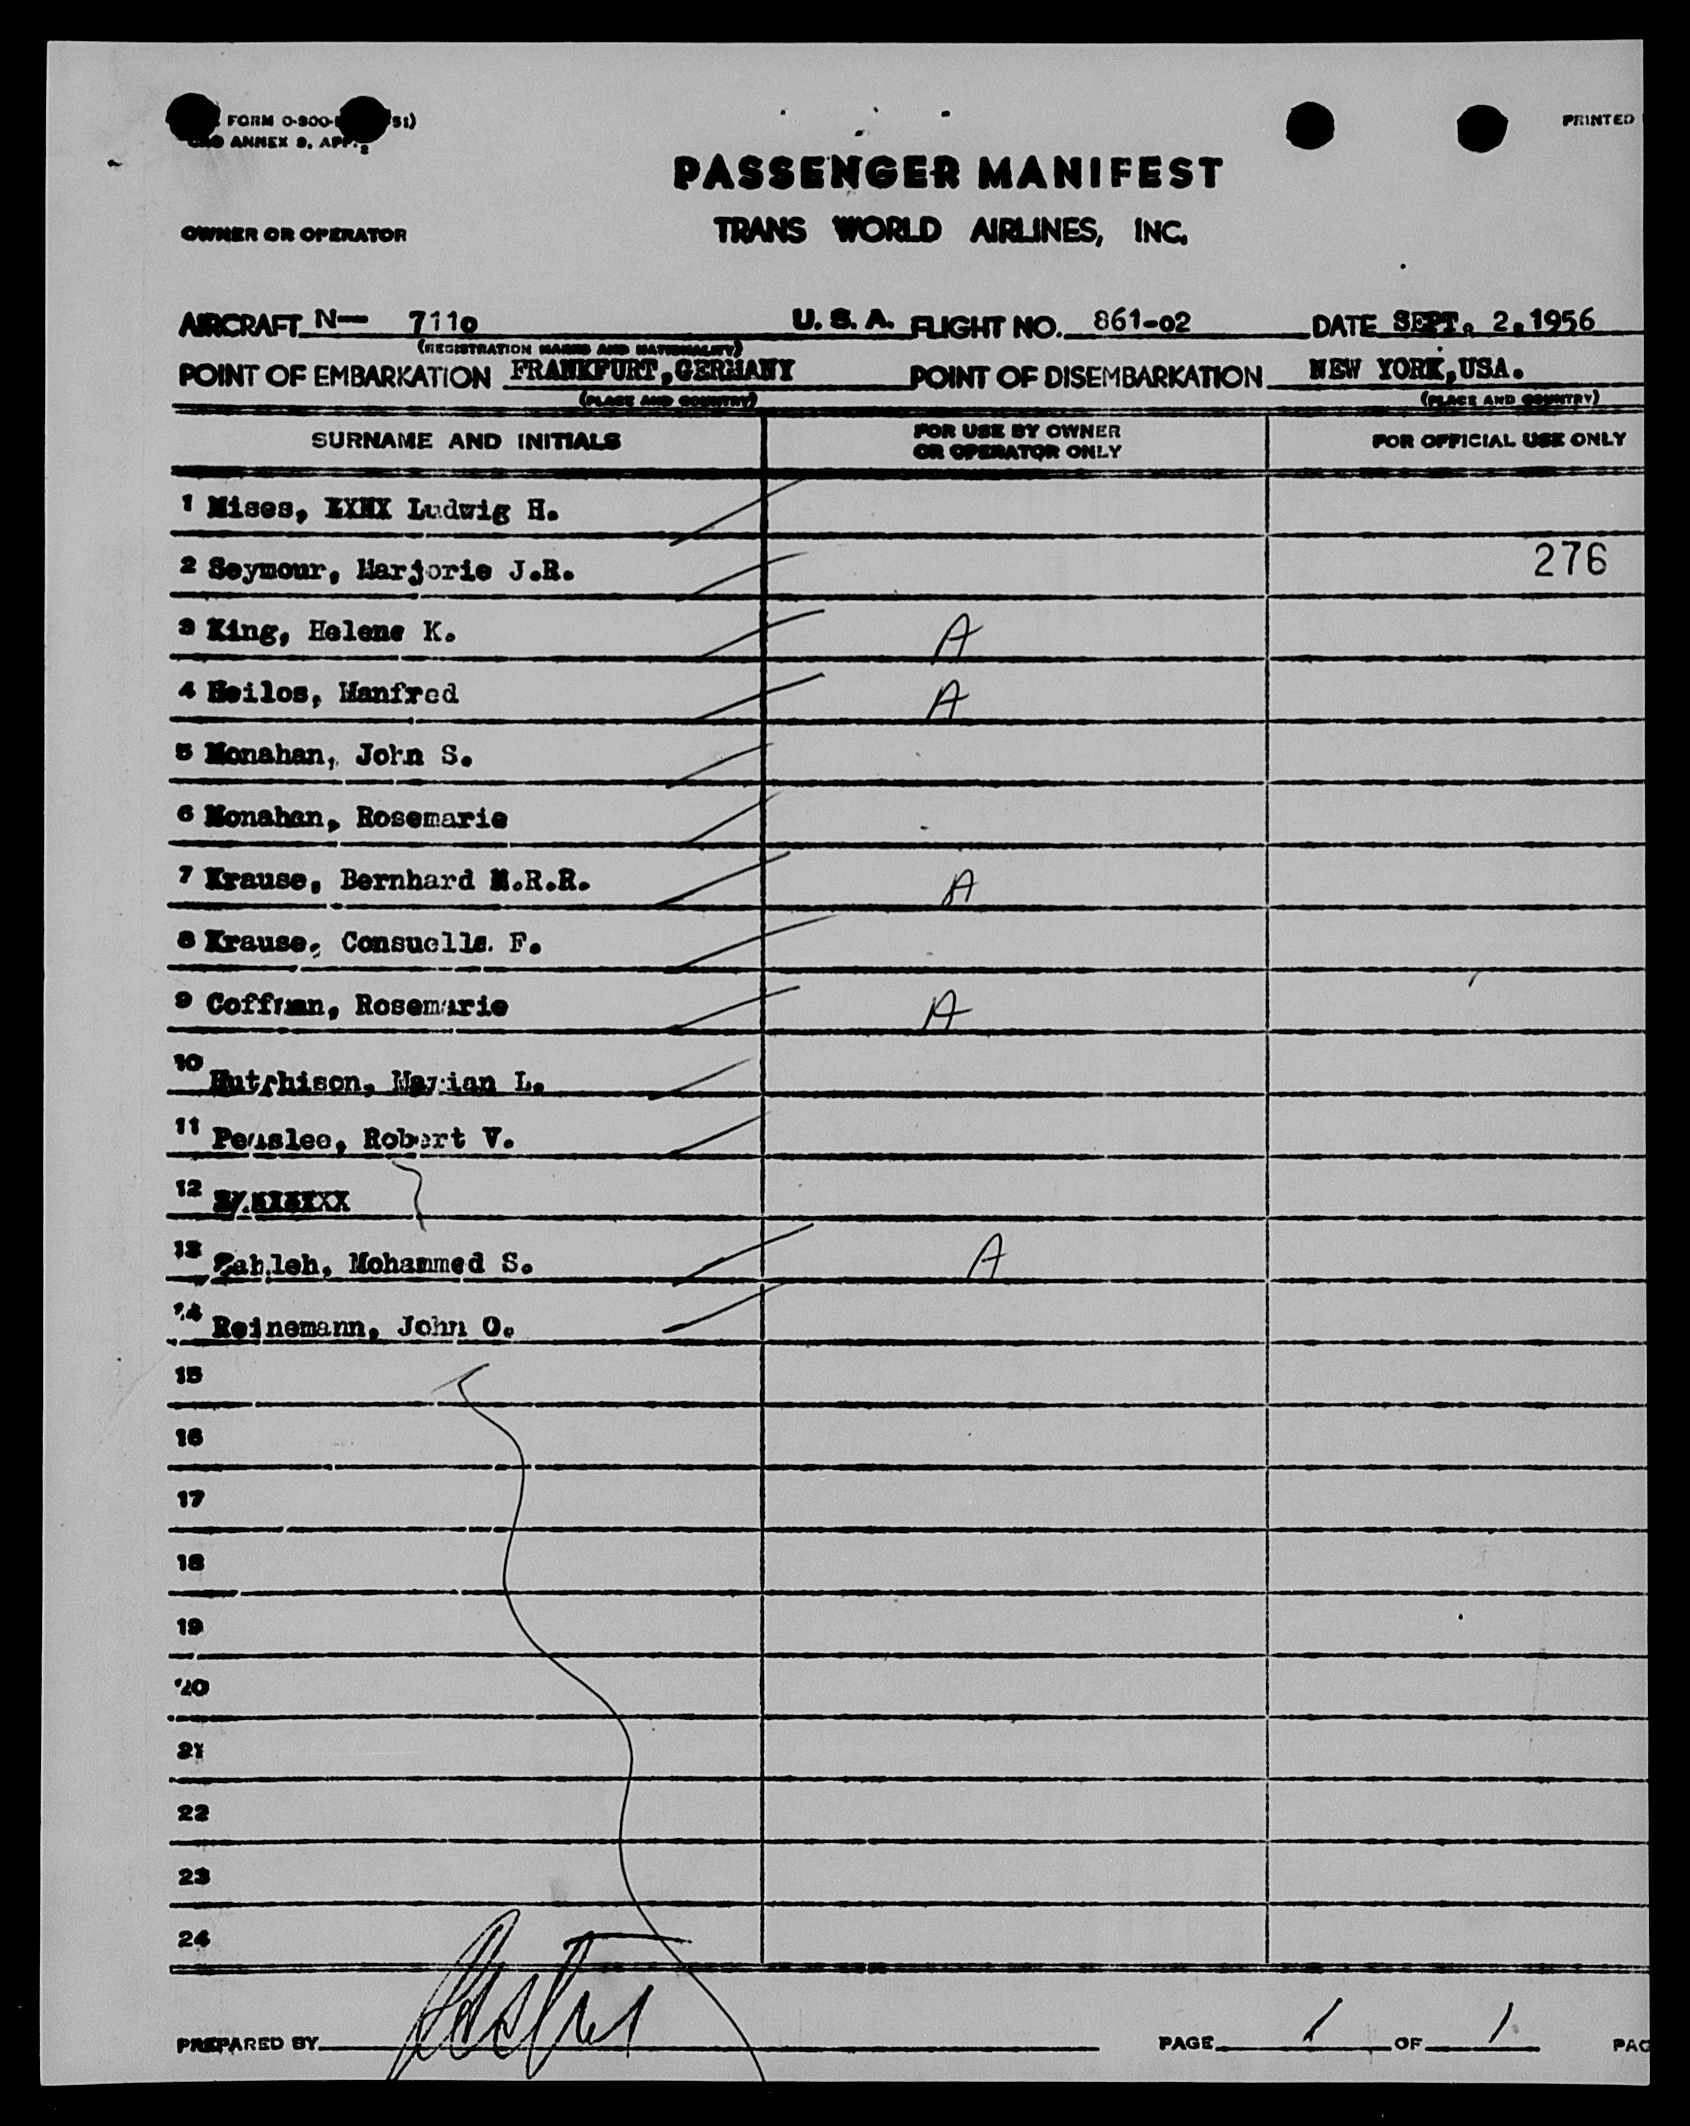 FORM 0-800- 51)
ANNEX 9, APP. 2
PRINTED
PASSENGER MANIFEST
OWNER OR OPERATOR
TRANS WORLD AIRLINES, INC.
AIRCRAFT N— 7110 U. S. A. FLIGHT NO. 861-02 DATE SEPT. 2.1956
(REGISTRATION MARKS AND NATIONALITY)
POINT OF EMBARKATION FRANKFURT,GERMANY POINT OF DISEMBARKATION NEW YORK,USA.
(PLACE AND COUNTRY) (PLACE AND COUNTRY)
SURNAME AND INITIALS FOR USE BY OWNER OR OPERATOR ONLY FOR OFFICIAL USE ONLY
1 Mises, Ludwig H.
2 Seymour, Marjorie J.R. 276
3 King, Helene K. A
4 Heilos, Manfred A
5 Monahan, John S.
6 Monahan, Rosemarie
7 Krause, Bernhard M.R.R. A
8 Krause, Consuella F.
9 Coffman, Rosemarie A
10 Hutchison, Marian L.
11 Peaslee, Robert V.
12
13 Mohammed S. A
14 Reinemann, John O.
15
16
17
18
19
20
21
22
23
24
PREPARED BY PAGE 1 OF 1 PAG